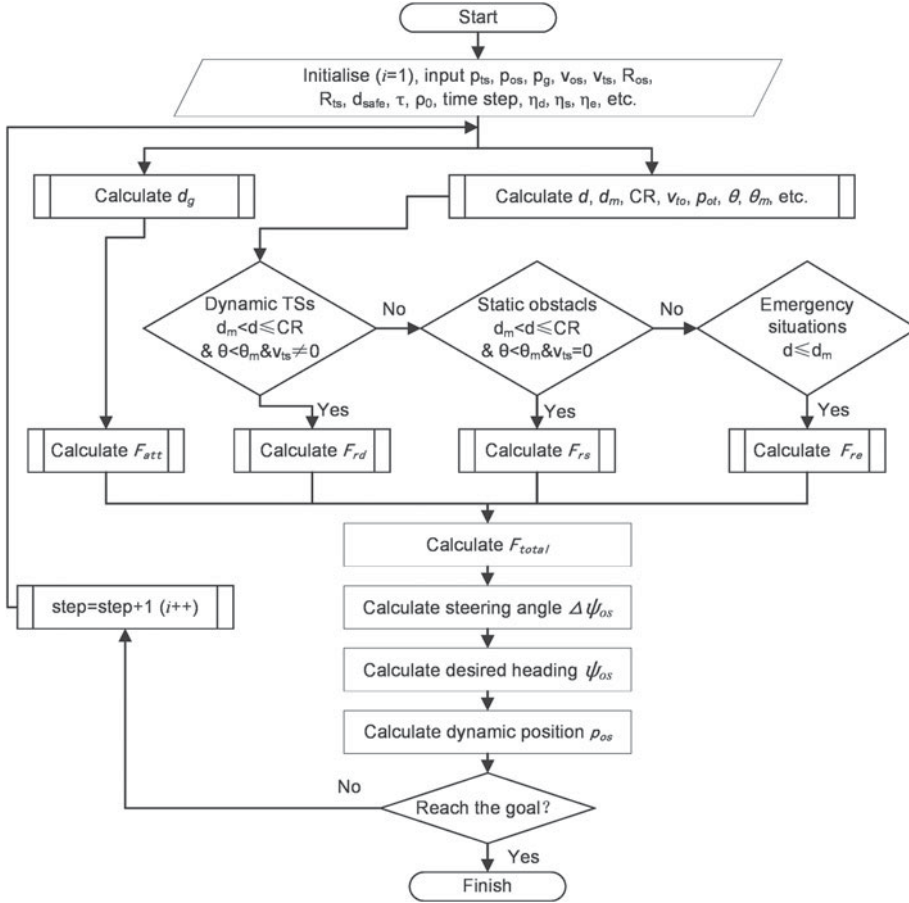 Start
Initialise (i=1), input pts, pos, pg, vos, vts, Ros,
Rts, dsafe, τ, ρ0, time step, ηd, ηs, ηe, etc.
Calculate dg
Calculate d, dm, CR, vto, pot, θ, θm, etc.
Dynamic TSs
dm<d≤CR
& θ<θm&vts≠0
No
Static obstacls
dm<d≤CR
& θ<θm&vts=0
No
Emergency
situations
d≤dm
Yes
Yes
Yes
Calculate Fatt
Calculate Frd
Calculate Frs
Calculate Fre
Calculate Ftotal
step=step+1 (i++)
Calculate steering angle Δψos
Calculate desired heading ψos
Calculate dynamic position pos
No
Reach the goal?
Yes
Finish